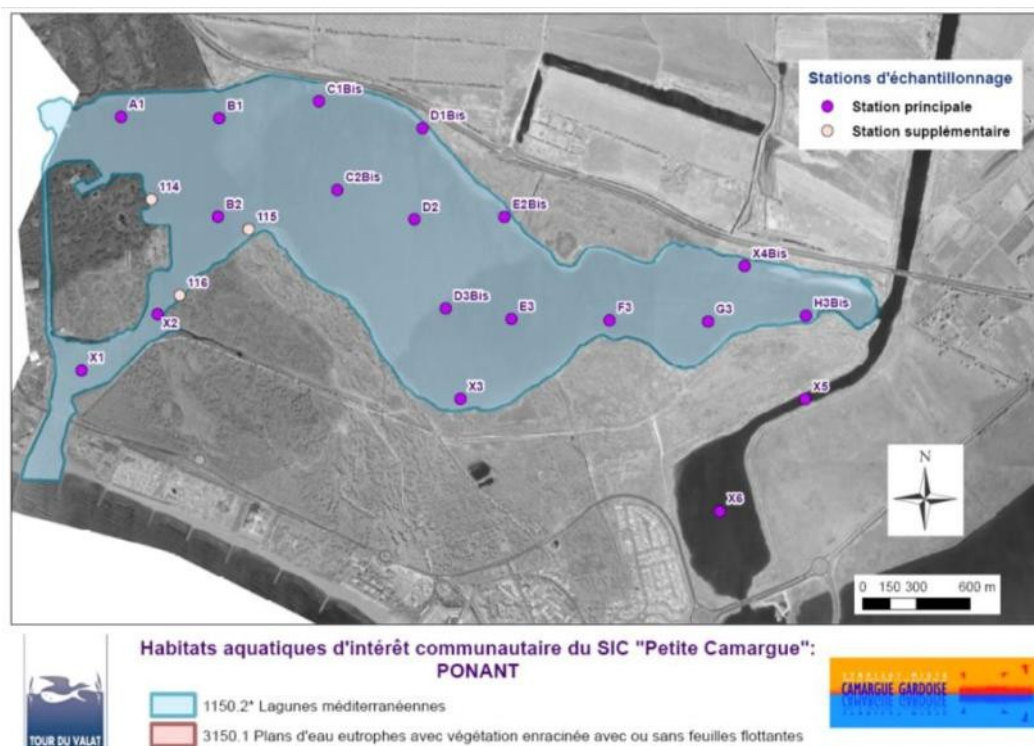 Stations d'échantillonnage
Station principale
Station supplémentaire
A1
B1
C1Bis
D1Bis
114
B2
115
C2Bis
D2
E2Bis
116
X2
X1
D3Bis
E3
F3
G3
X4Bis
H3Bis
X3
X5
X6
N
0 150 300 600 m
Habitats aquatiques d'intérêt communautaire du SIC "Petite Camargue":
PONANT
1150.2* Lagunes méditerranéennes
3150.1 Plans d'eau eutrophes avec végétation enracinée avec ou sans feuilles flottantes
TOUR DU VALAT
CAMARGUE GARDOISE